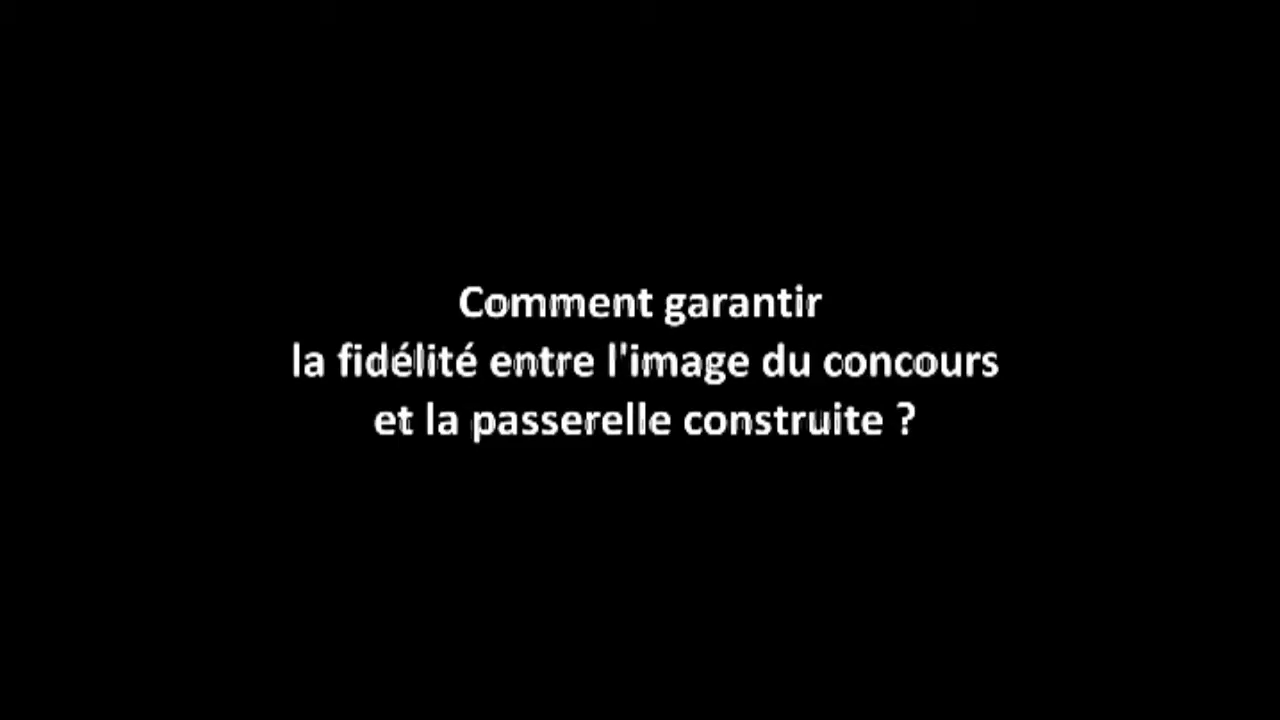 Comment garantir
la fidélité entre l'image du concours
et la passerelle construite ?